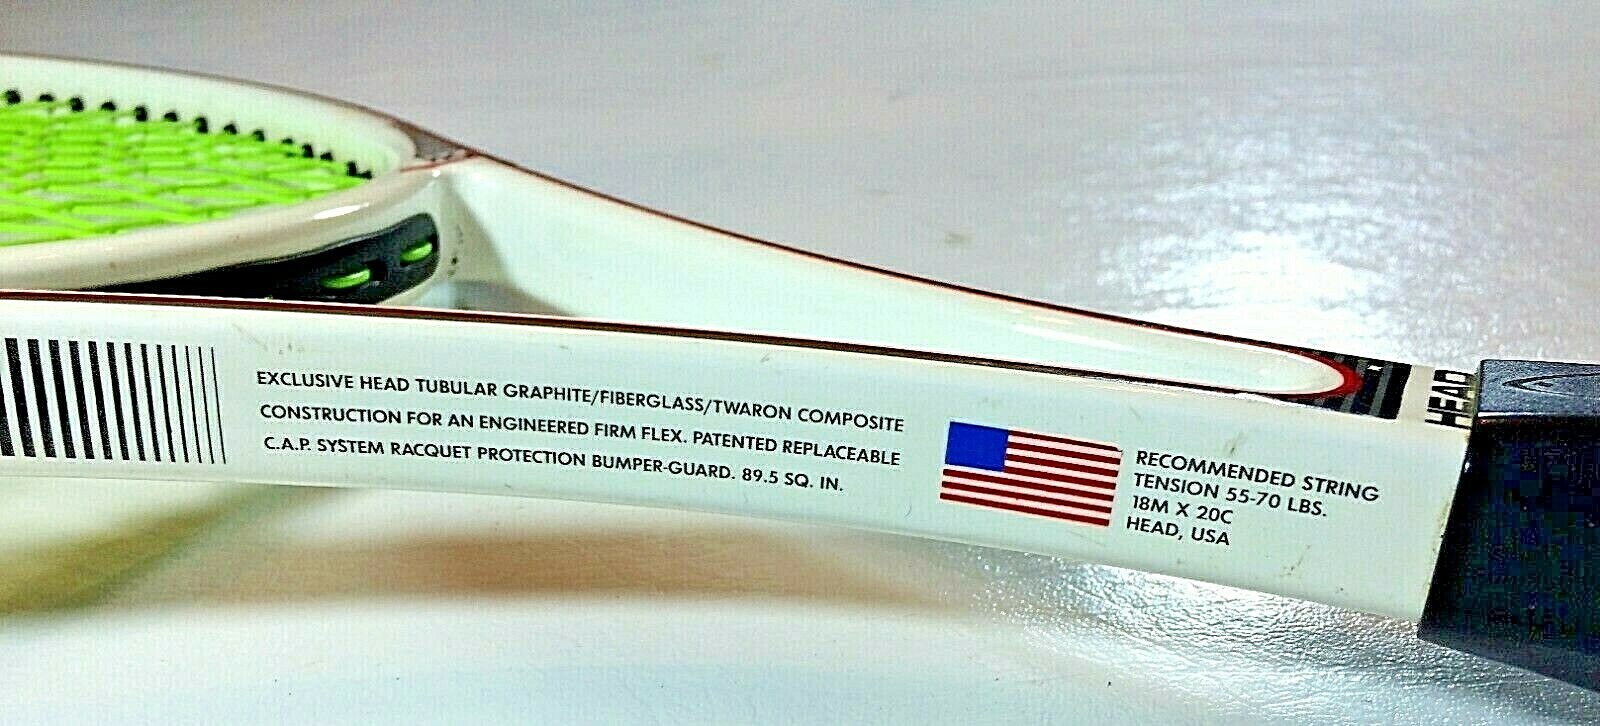 EXCLUSIVE HEAD TUBULAR GRAPHITE/FIBERGLASS/TWARON COMPOSITE
CONSTRUCTION FOR AN ENGINEERED FIRM FLEX. PATENTED REPLACEABLE
C.A.P. SYSTEM RACQUET PROTECTION BUMPER-GUARD. 89.5 SQ. IN.
RECOMMENDED STRING
TENSION 55-70 LBS.
18M X 20C
HEAD, USA
HEAD